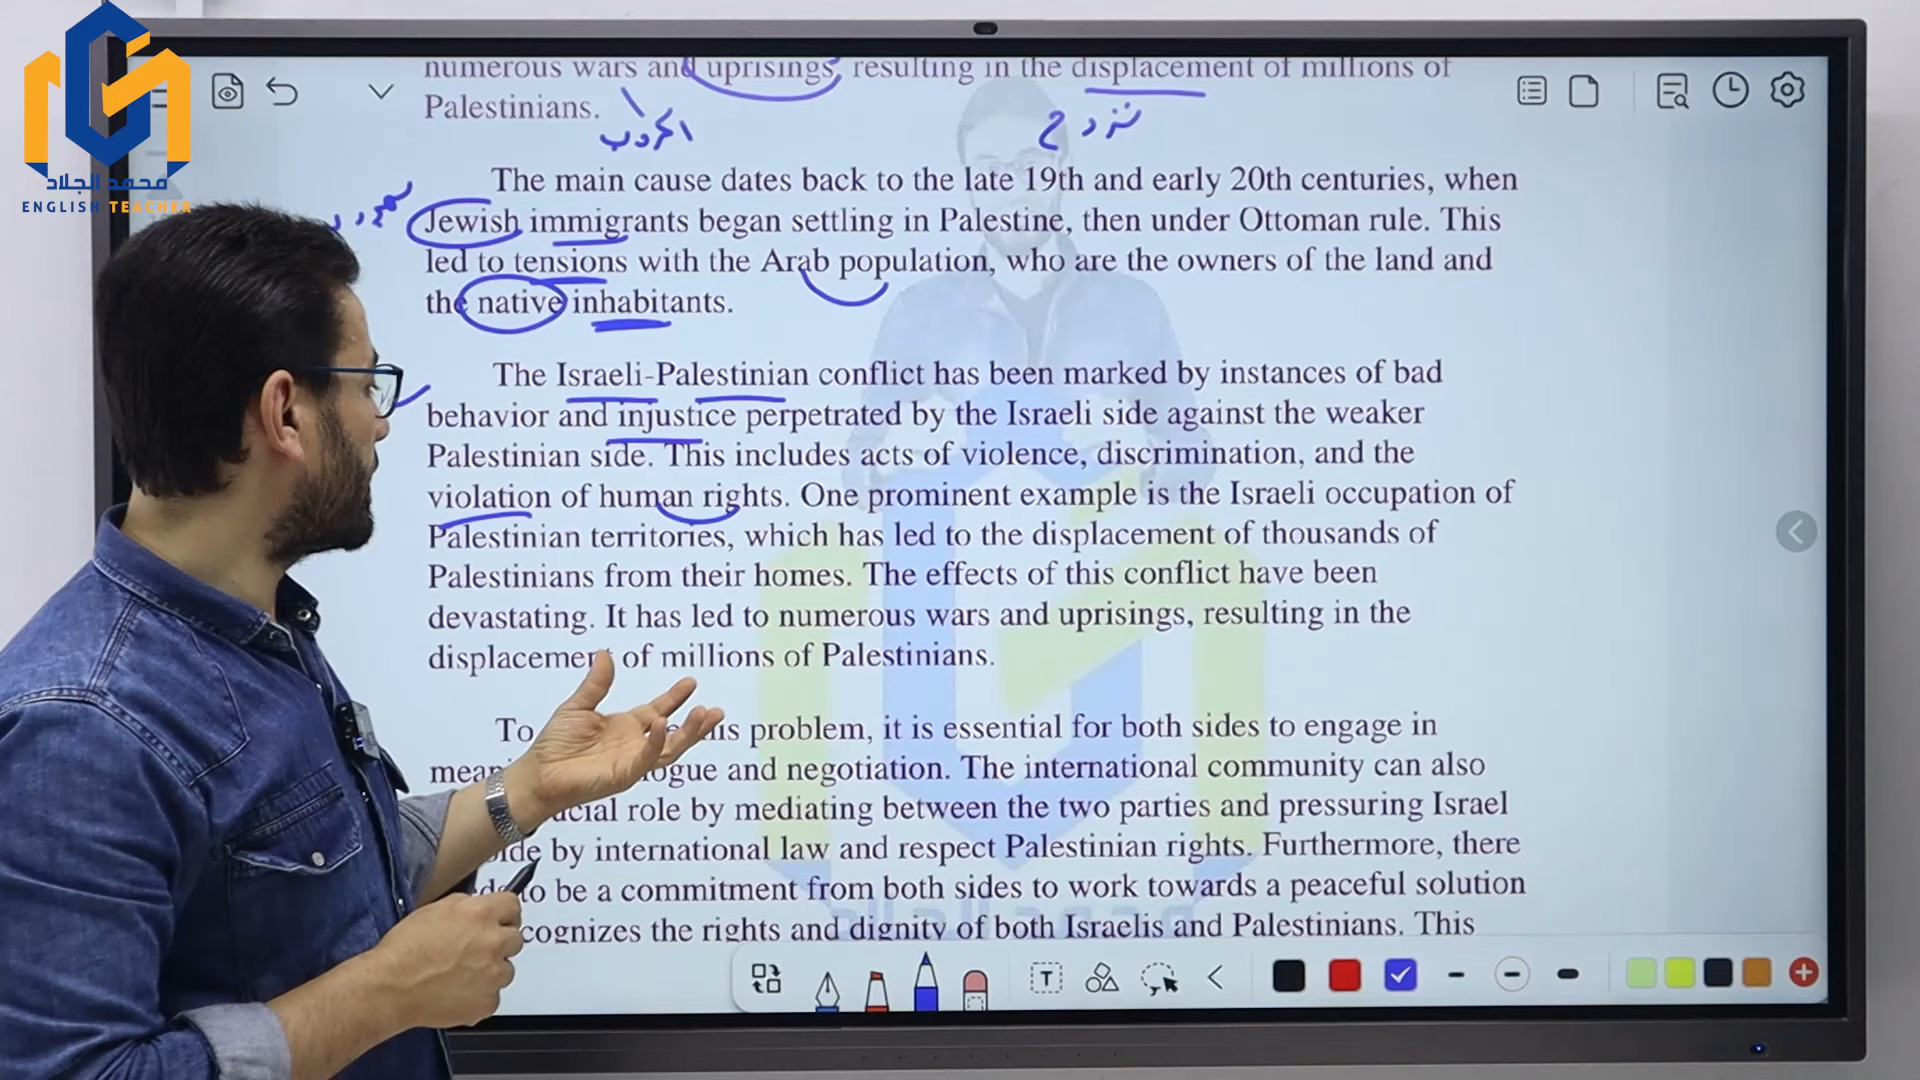 numerous wars and uprisings, resulting in the displacement of millions of
Palestinians.
الحروب
نزوح
The main cause dates back to the late 19th and early 20th centuries, when
Jewish immigrants began settling in Palestine, then under Ottoman rule. This
led to tensions with the Arab population, who are the owners of the land and
the native inhabitants.
The Israeli-Palestinian conflict has been marked by instances of bad
behavior and injustice perpetrated by the Israeli side against the weaker
Palestinian side. This includes acts of violence, discrimination, and the
violation of human rights. One prominent example is the Israeli occupation of
Palestinian territories, which has led to the displacement of thousands of
Palestinians from their homes. The effects of this conflict have been
devastating. It has led to numerous wars and uprisings, resulting in the
displacement of millions of Palestinians.
To this problem, it is essential for both sides to engage in
and negotiation. The international community can also
role by mediating between the two parties and pressuring Israel
by international law and respect Palestinian rights. Furthermore, there
to be a commitment from both sides to work towards a peaceful solution
the rights and dignity of both Israelis and Palestinians. This
محمد الجلاد
ENGLISH TEACHER
T